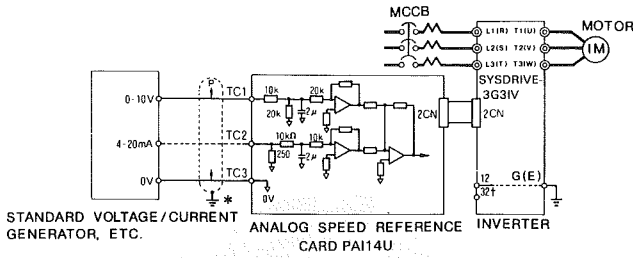 MCCB
L1(R) T1(U)
MOTOR
L2(S) T2(V)
IM
L3(T) T3(W)
SYSDRIVE-
3G3IV
P
TC1
10k
20k
0-10V
20k
2μ
2CN
2CN
TC2
10kΩ
10k
4-20mA
250
2μ
TC3
0V
0V
*
12
G(E)
32†
INVERTER
STANDARD VOLTAGE/CURRENT
GENERATOR, ETC.
ANALOG SPEED REFERENCE
CARD PAI14U